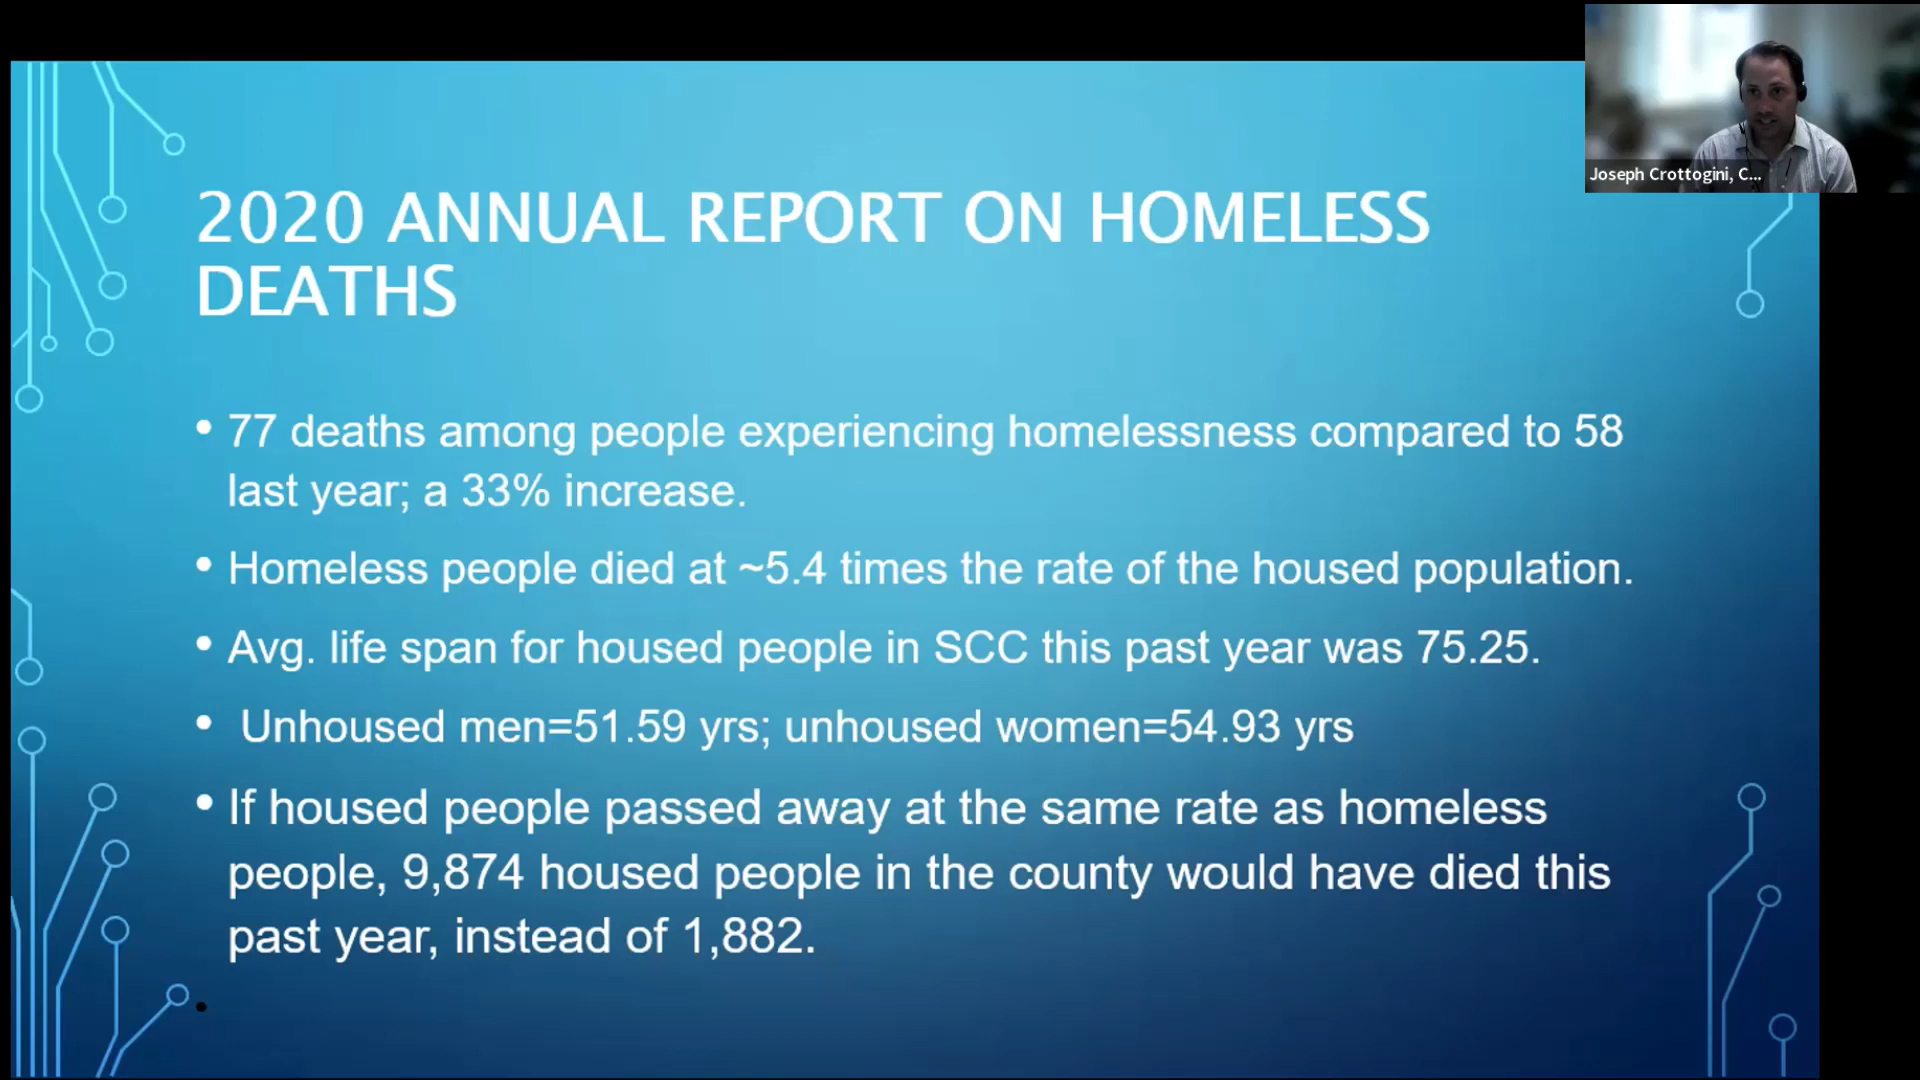 Joseph Crottogini, C...
2020 ANNUAL REPORT ON HOMELESS
DEATHS
• 77 deaths among people experiencing homelessness compared to 58
last year; a 33% increase.
• Homeless people died at ~5.4 times the rate of the housed population.
• Avg. life span for housed people in SCC this past year was 75.25.
• Unhoused men=51.59 yrs; unhoused women=54.93 yrs
• If housed people passed away at the same rate as homeless
people, 9,874 housed people in the county would have died this
past year, instead of 1,882.
•